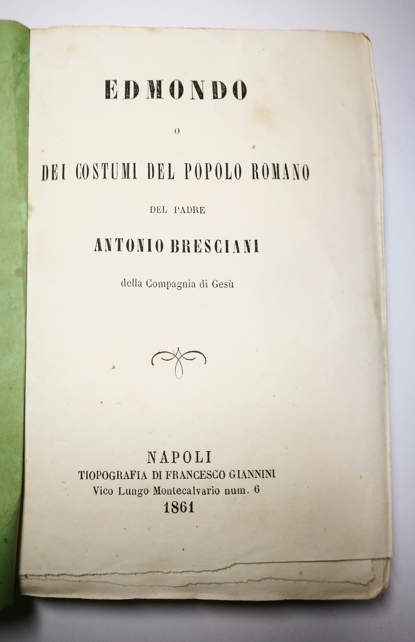 EDMONDO
O
DEI COSTUMI DEL POPOLO ROMANO
DEL PADRE
ANTONIO BRESCIANI
della Compagnia di Gesù
NAPOLI
TIOPOGRAFIA DI FRANCESCO GIANNINI
Vico Lungo Montecalvario num. 6
1861